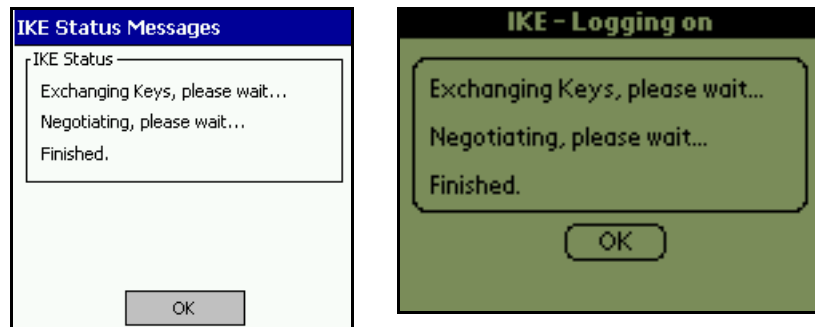 IKE Status Messages
IKE Status
Exchanging Keys, please wait...
Negotiating, please wait...
Finished.
OK
IKE - Logging on
Exchanging Keys, please wait...
Negotiating, please wait...
Finished.
OK